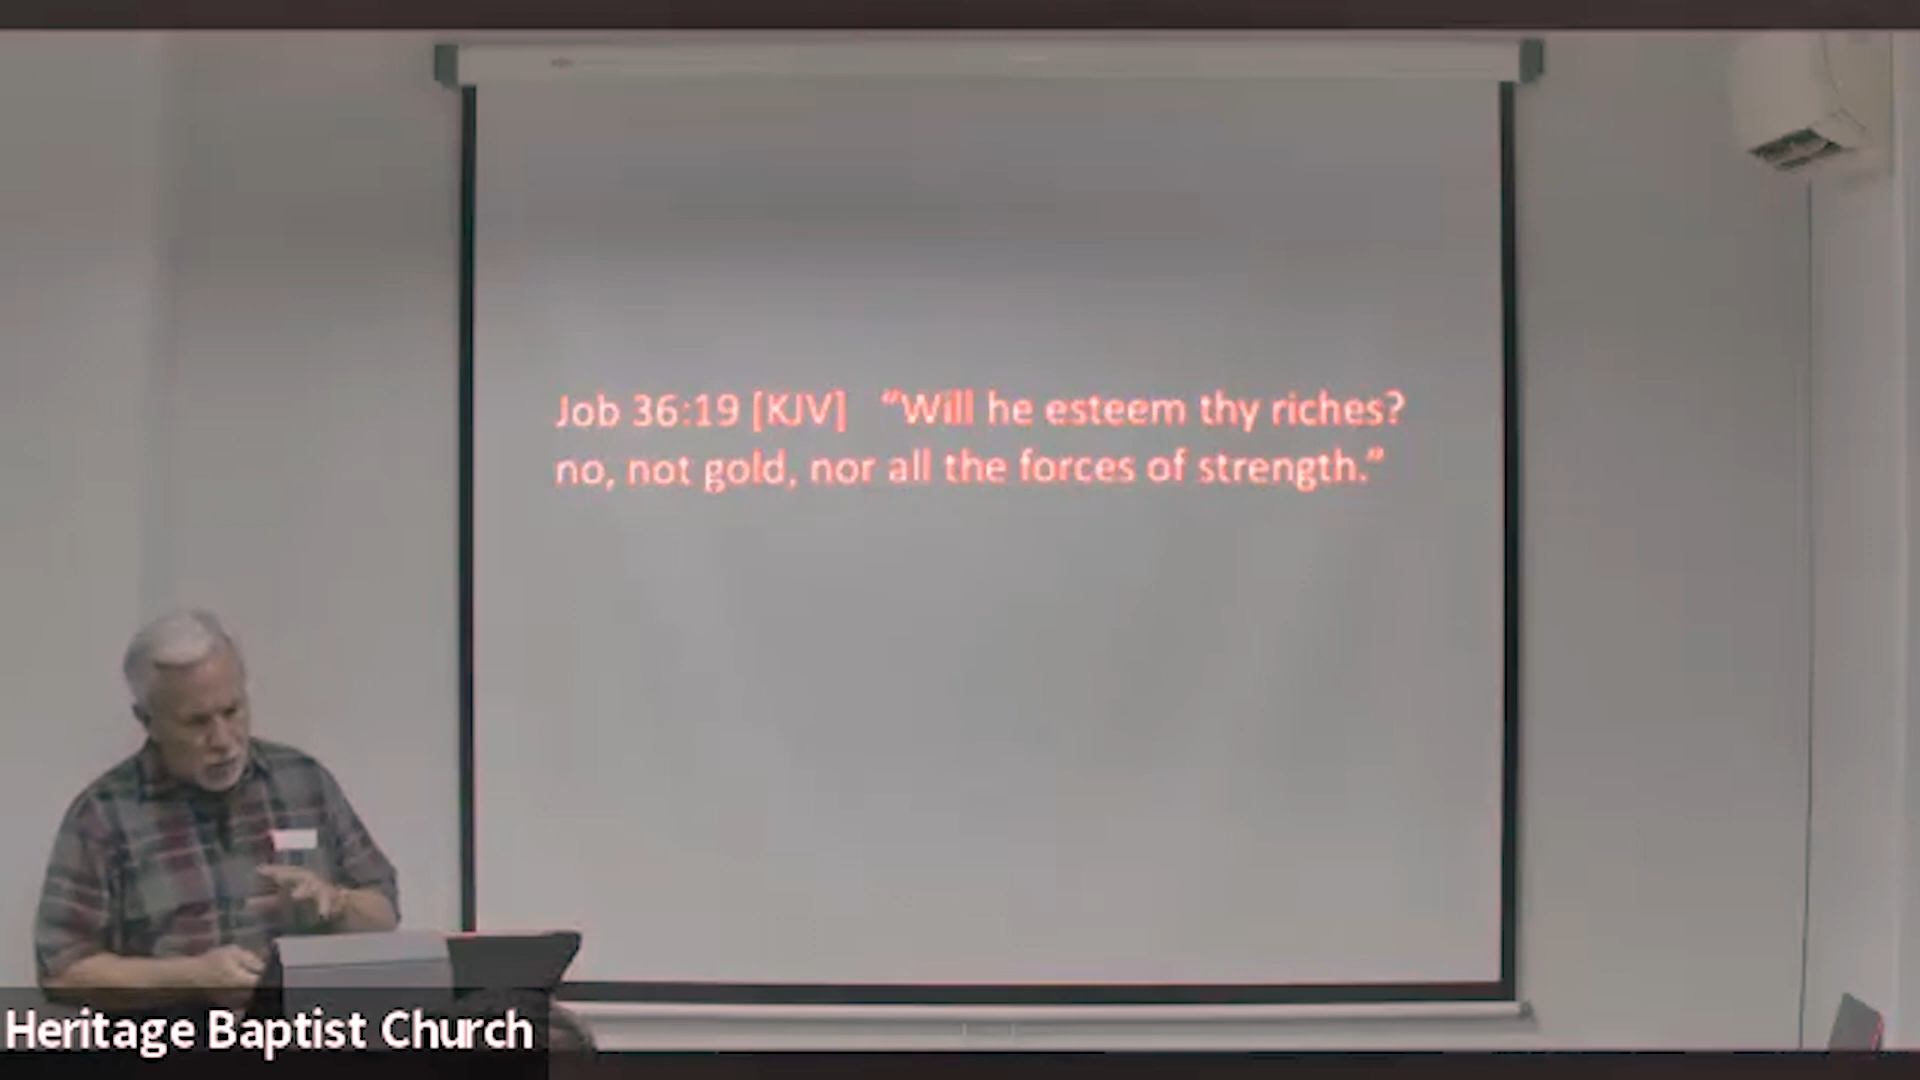 Job 36:19 [KJV] “Will he esteem thy riches?
no, not gold, nor all the forces of strength.”
Heritage Baptist Church